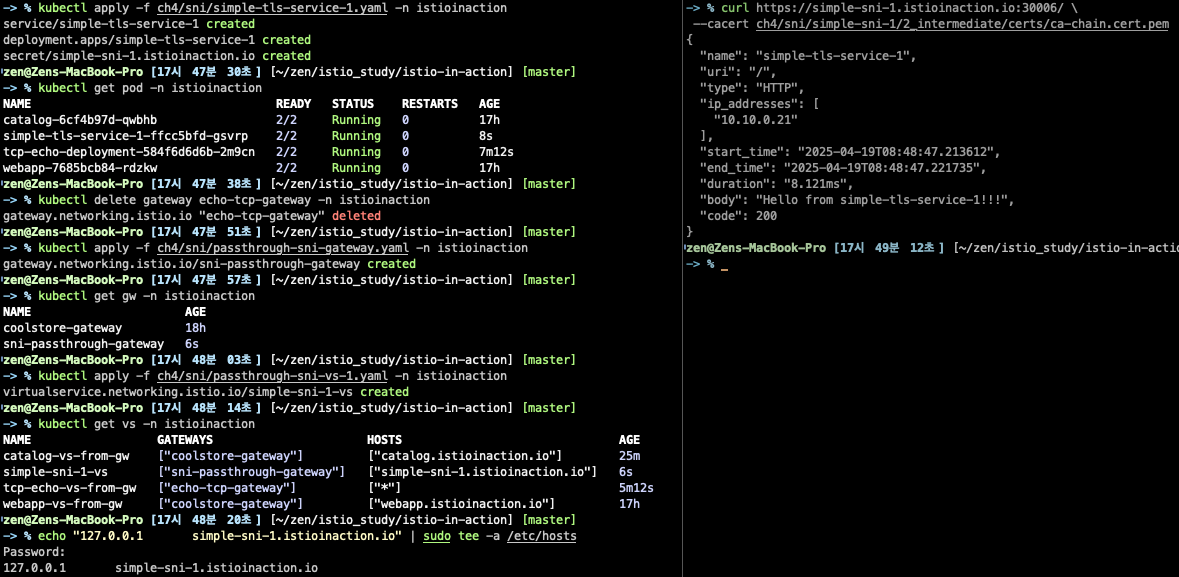 -> % kubectl apply -f ch4/sni/simple-tls-service-1.yaml -n istioinaction
service/simple-tls-service-1 created
deployment.apps/simple-tls-service-1 created
secret/simple-sni-1.istioinaction.io created
zen@Zens-MacBook-Pro [17시 47분 30초] [~/zen/istio_study/istio-in-action] [master]
-> % kubectl get pod -n istioinaction
NAME READY STATUS RESTARTS AGE
catalog-6cf4b97d-qwbhb 2/2 Running 0 17h
simple-tls-service-1-ffcc5bfd-gsvrp 2/2 Running 0 8s
tcp-echo-deployment-584f6d6d6b-2m9cn 2/2 Running 0 7m12s
webapp-7685bcb84-rdzkw 2/2 Running 0 17h
zen@Zens-MacBook-Pro [17시 47분 38초] [~/zen/istio_study/istio-in-action] [master]
-> % kubectl delete gateway echo-tcp-gateway -n istioinaction
gateway.networking.istio.io "echo-tcp-gateway" deleted
zen@Zens-MacBook-Pro [17시 47분 51초] [~/zen/istio_study/istio-in-action] [master]
-> % kubectl apply -f ch4/sni/passthrough-sni-gateway.yaml -n istioinaction
gateway.networking.istio.io/sni-passthrough-gateway created
zen@Zens-MacBook-Pro [17시 47분 57초] [~/zen/istio_study/istio-in-action] [master]
-> % kubectl get gw -n istioinaction
NAME AGE
coolstore-gateway 18h
sni-passthrough-gateway 6s
zen@Zens-MacBook-Pro [17시 48분 03초] [~/zen/istio_study/istio-in-action] [master]
-> % kubectl apply -f ch4/sni/passthrough-sni-vs-1.yaml -n istioinaction
virtualservice.networking.istio.io/simple-sni-1-vs created
zen@Zens-MacBook-Pro [17시 48분 14초] [~/zen/istio_study/istio-in-action] [master]
-> % kubectl get vs -n istioinaction
NAME GATEWAYS HOSTS AGE
catalog-vs-from-gw ["coolstore-gateway"] ["catalog.istioinaction.io"] 25m
simple-sni-1-vs ["sni-passthrough-gateway"] ["simple-sni-1.istioinaction.io"] 6s
tcp-echo-vs-from-gw ["echo-tcp-gateway"] ["*"] 5m12s
webapp-vs-from-gw ["coolstore-gateway"] ["webapp.istioinaction.io"] 17h
zen@Zens-MacBook-Pro [17시 48분 20초] [~/zen/istio_study/istio-in-action] [master]
-> % echo "127.0.0.1 simple-sni-1.istioinaction.io" | sudo tee -a /etc/hosts
Password:
127.0.0.1 simple-sni-1.istioinaction.io
-> % curl https://simple-sni-1.istioinaction.io:30006/ \
--cacert ch4/sni/simple-sni-1/2_intermediate/certs/ca-chain.cert.pem
{
"name": "simple-tls-service-1",
"uri": "/",
"type": "HTTP",
"ip_addresses": [
"10.10.0.21"
],
"start_time": "2025-04-19T08:48:47.213612",
"end_time": "2025-04-19T08:48:47.221735",
"duration": "8.121ms",
"body": "Hello from simple-tls-service-1!!!",
"code": 200
}
zen@Zens-MacBook-Pro [17시 49분 12초] [~/zen/istio_study/istio-in-actio
-> % _